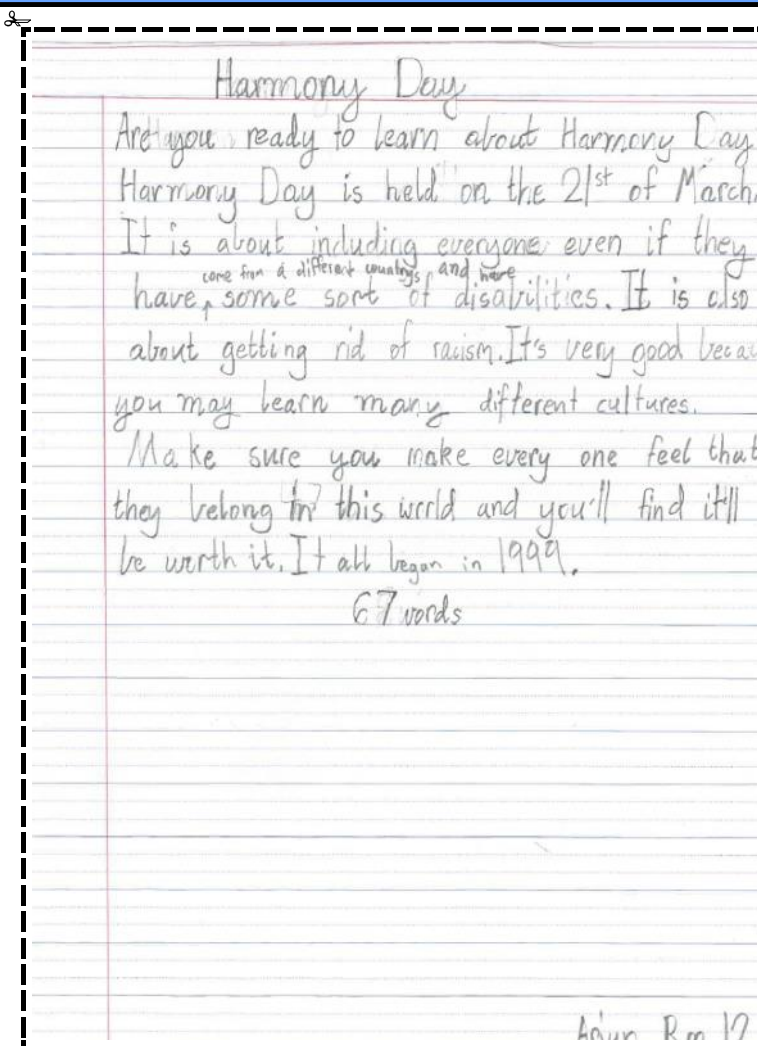 Harmony Day
Are you ready to learn about Harmony Day
Harmony Day is held on the 21st of March.
It is about including everyone even if they
come from a different countrys and have
have, some sort of disabilities. It is also
about getting rid of racism. It's very good becau
you may learn many different cultures.
Make sure you make every one feel that
they belong in this world and you'll find it'll
be worth it. It all began in 1999.
67 words
Rm 12